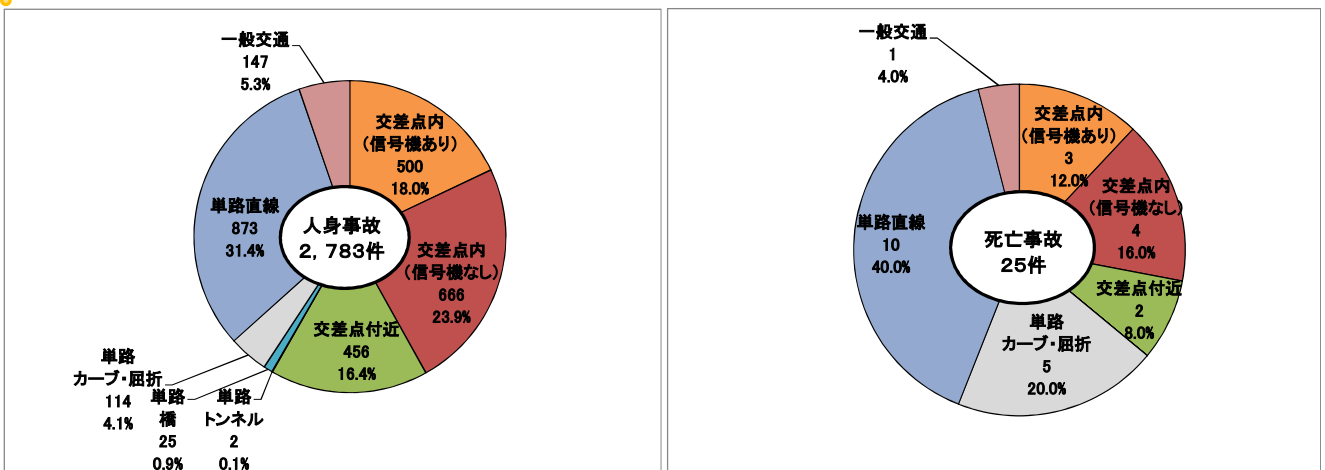 一般交通
147
5.3%
交差点内
(信号機あり)
500
18.0%
交差点内
(信号機なし)
666
23.9%
交差点付近
456
16.4%
単路
トンネル
2
0.1%
単路
橋
25
0.9%
単路
カーブ・屈折
114
4.1%
単路直線
873
31.4%
人身事故
2,783件
一般交通
1
4.0%
交差点内
(信号機あり)
3
12.0%
交差点内
(信号機なし)
4
16.0%
交差点付近
2
8.0%
単路
カーブ・屈折
5
20.0%
単路直線
10
40.0%
死亡事故
25件